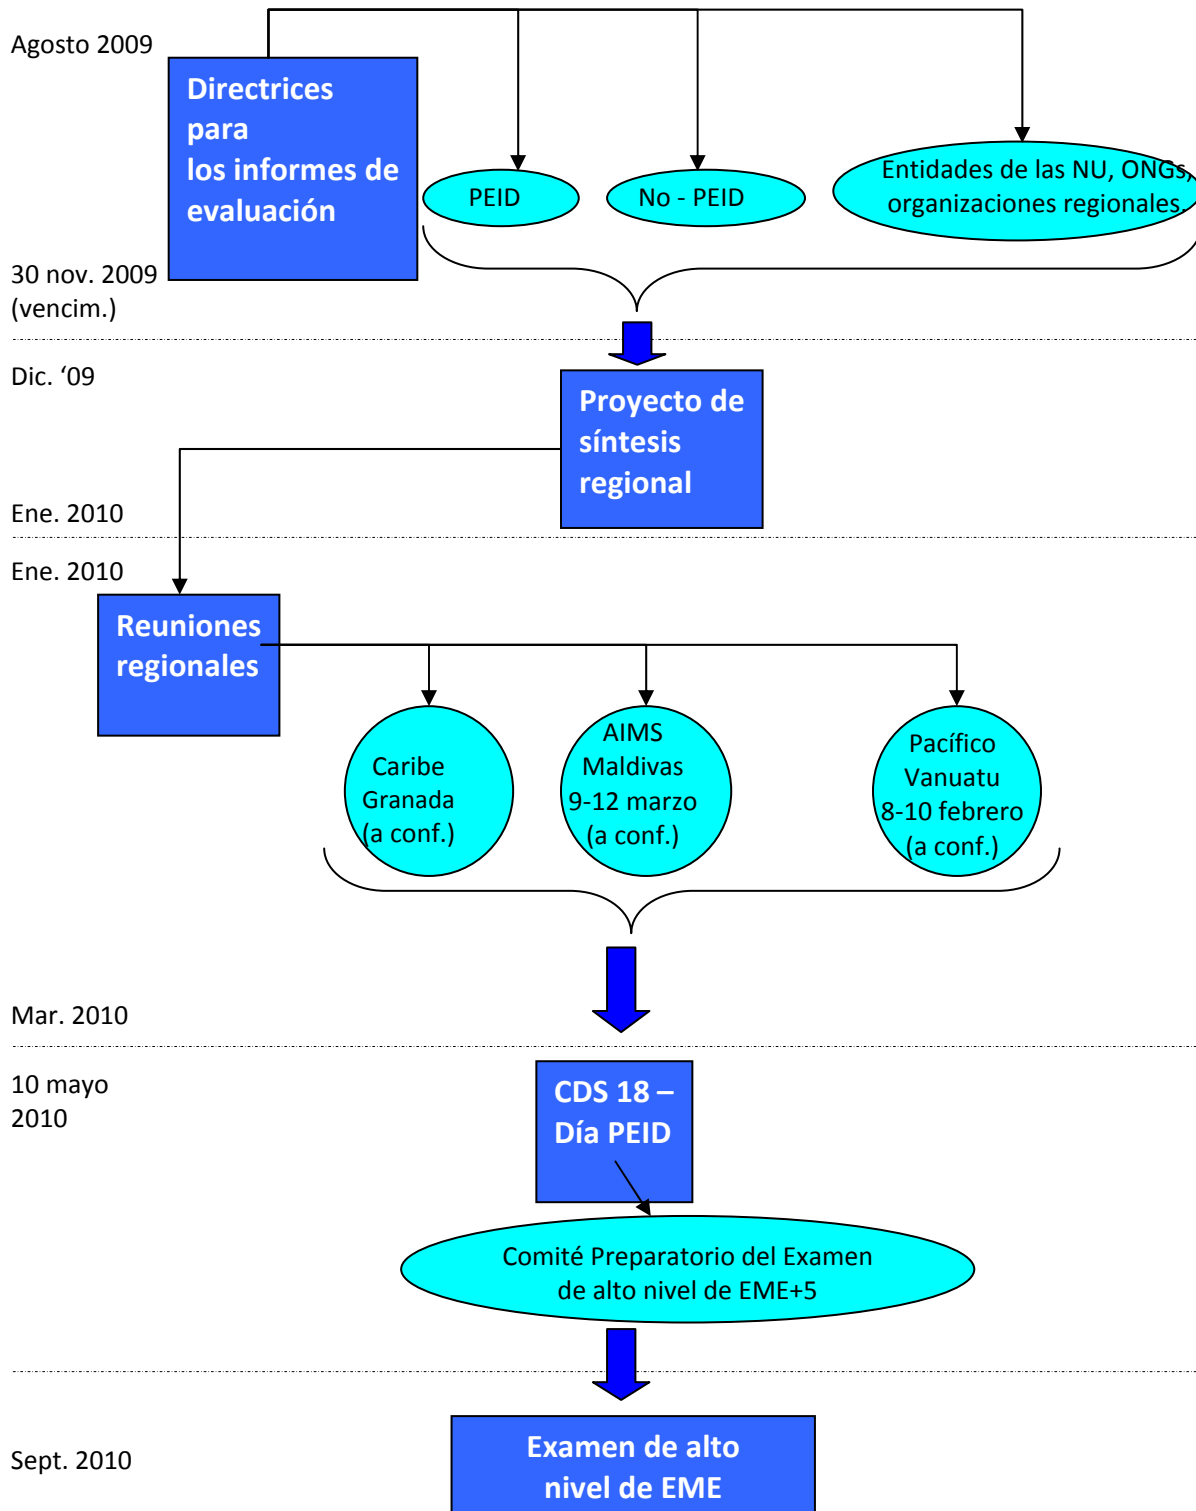 Agosto 2009
Directrices
para
los informes de
evaluación
PEID
No - PEID
Entidades de las NU, ONGs,
organizaciones regionales.
30 nov. 2009
(vencim.)
Dic. ‘09
Proyecto de
síntesis
regional
Ene. 2010
Ene. 2010
Reuniones
regionales
Caribe
Granada
(a conf.)
AIMS
Maldivas
9-12 marzo
(a conf.)
Pacífico
Vanuatu
8-10 febrero
(a conf.)
Mar. 2010
10 mayo
2010
CDS 18 –
Día PEID
Comité Preparatorio del Examen
de alto nivel de EME+5
Sept. 2010
Examen de alto
nivel de EME